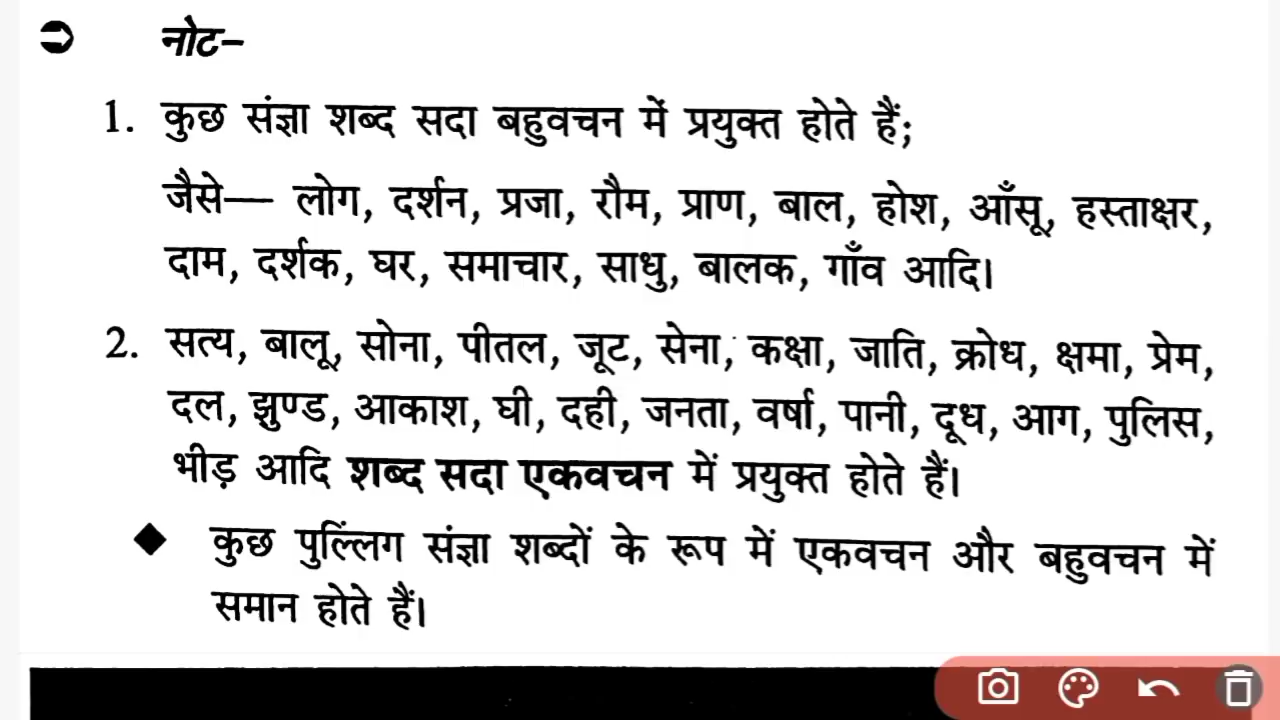 नोट–
1. कुछ संज्ञा शब्द सदा बहुवचन में प्रयुक्त होते हैं;
जैसे— लोग, दर्शन, प्रजा, रौम, प्राण, बाल, होश, आँसू, हस्ताक्षर,
दाम, दर्शक, घर, समाचार, साधु, बालक, गाँव आदि।
2. सत्य, बालू, सोना, पीतल, जूट, सेना, कक्षा, जाति, क्रोध, क्षमा, प्रेम,
दल, झुण्ड, आकाश, घी, दही, जनता, वर्षा, पानी, दूध, आग, पुलिस,
भीड़ आदि शब्द सदा एकवचन में प्रयुक्त होते हैं।
कुछ पुल्लिंग संज्ञा शब्दों के रूप में एकवचन और बहुवचन में
समान होते हैं।